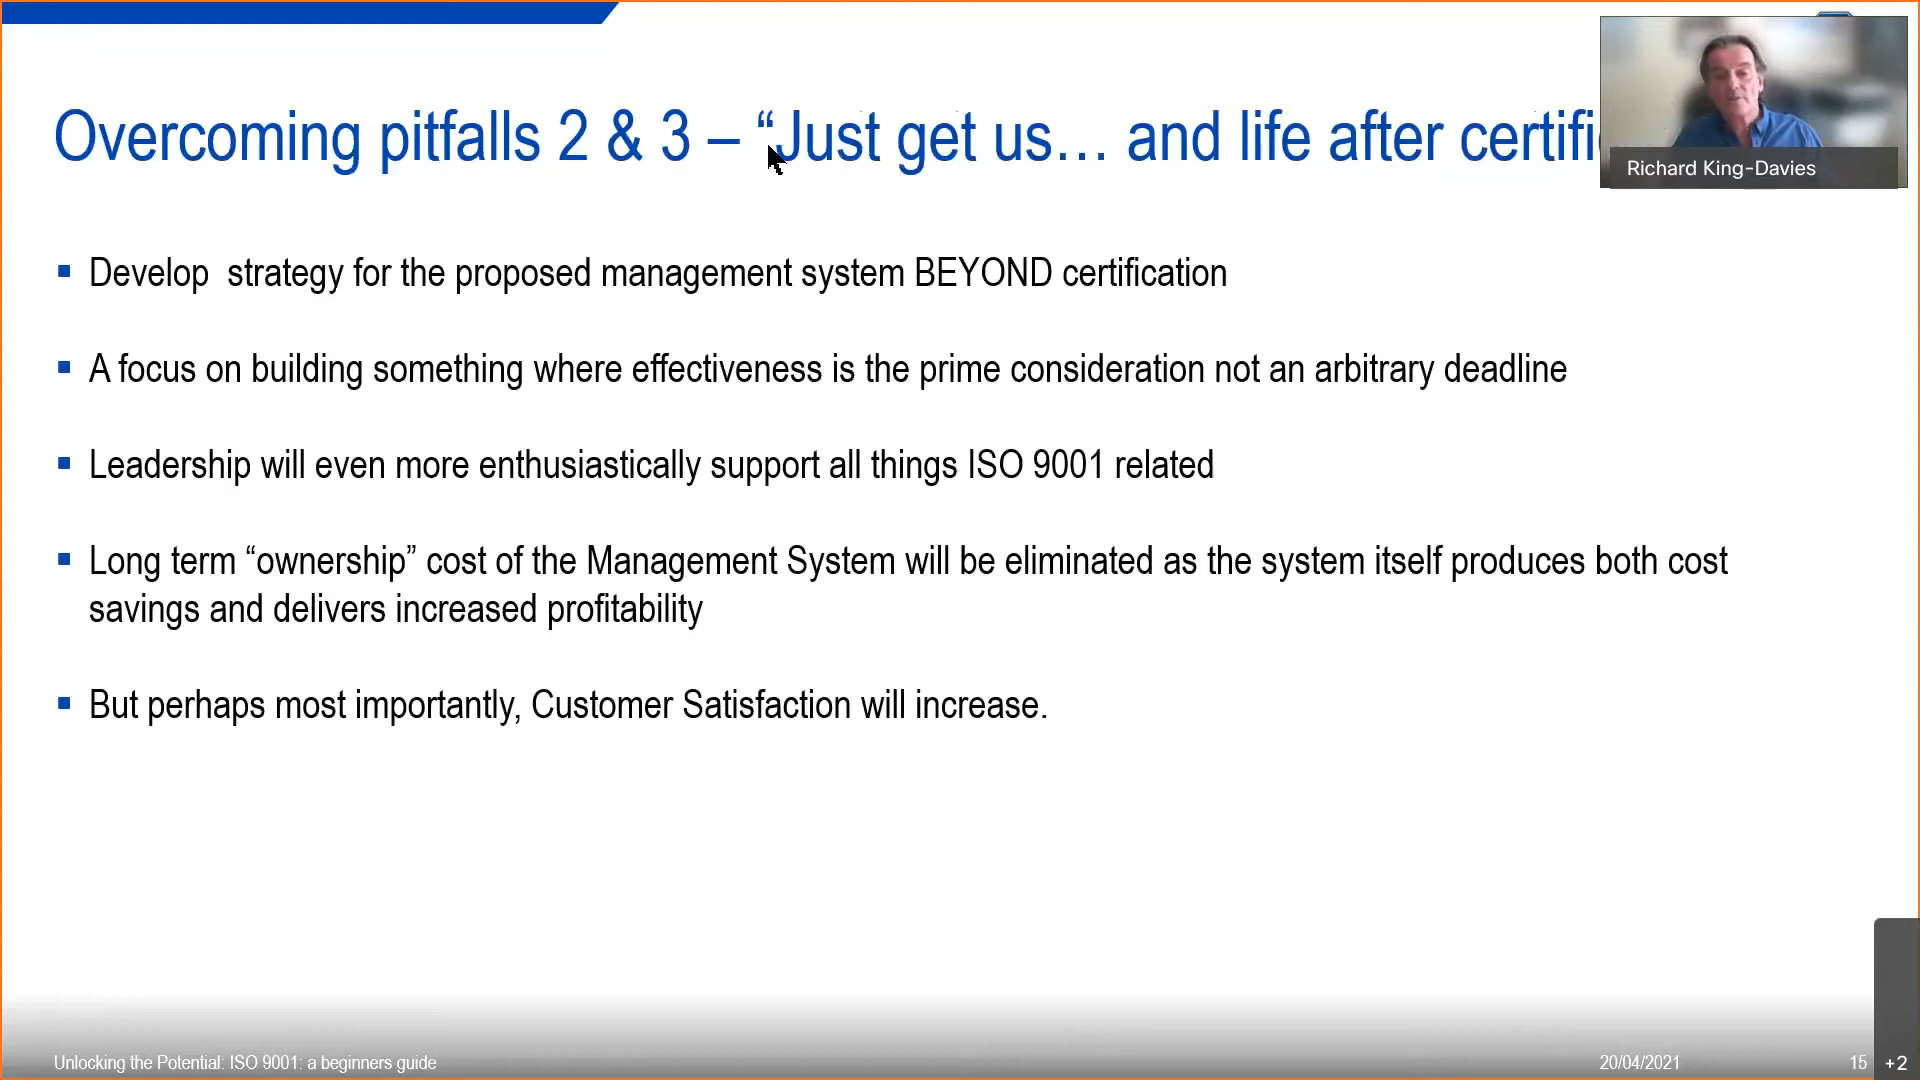 Overcoming pitfalls 2 & 3 – “Just get us… and life after
Richard King-Davies
▪ Develop  strategy for the proposed management system BEYOND certification
▪ A focus on building something where effectiveness is the prime consideration not an arbitrary deadline
▪ Leadership will even more enthusiastically support all things ISO 9001 related
▪ Long term “ownership” cost of the Management System will be eliminated as the system itself produces both cost
savings and delivers increased profitability
▪ But perhaps most importantly, Customer Satisfaction will increase.
Unlocking the Potential: ISO 9001: a beginners guide
20/04/2021
15
+2